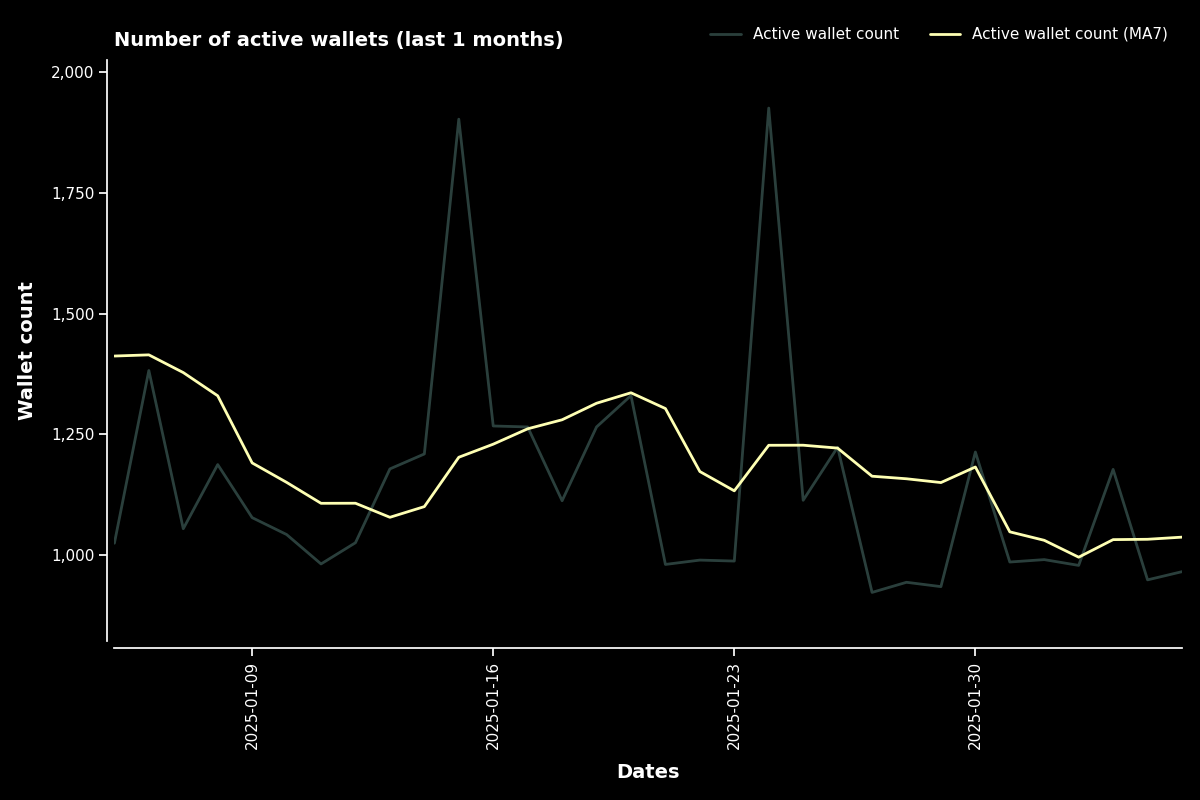 Number of active wallets (last 1 months)
Active wallet count
Active wallet count (MA7)
2,000
1,750
1,500
1,250
1,000
Wallet count
2025-01-09
2025-01-16
2025-01-23
2025-01-30
Dates